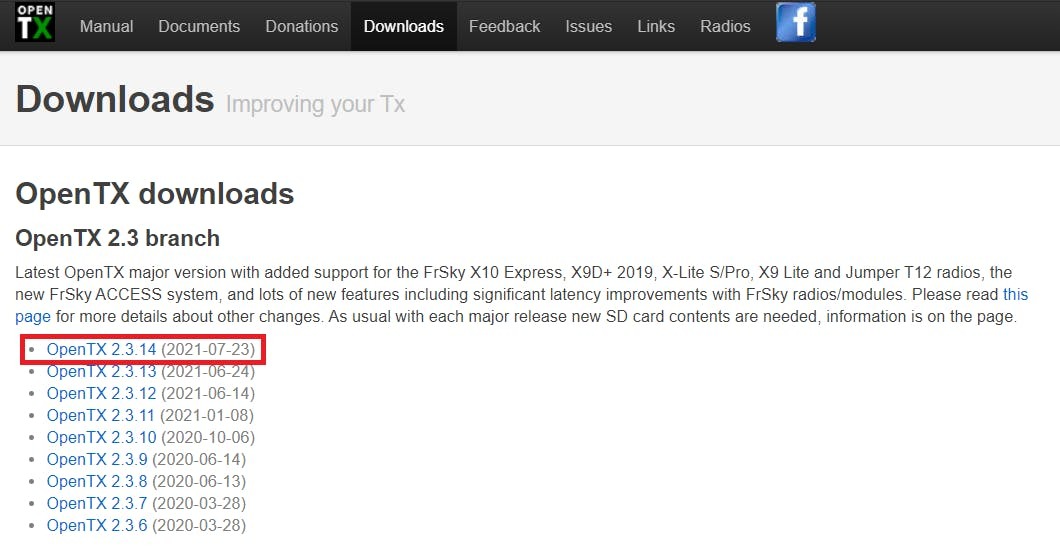 OPEN
TX
Manual Documents Donations Downloads Feedback Issues Links Radios f
Downloads Improving your Tx
OpenTX downloads
OpenTX 2.3 branch
Latest OpenTX major version with added support for the FrSky X10 Express, X9D+ 2019, X-Lite S/Pro, X9 Lite and Jumper T12 radios, the
new FrSky ACCESS system, and lots of new features including significant latency improvements with FrSky radios/modules. Please read this
page for more details about other changes. As usual with each major release new SD card contents are needed, information is on the page.
• OpenTX 2.3.14 (2021-07-23)
• OpenTX 2.3.13 (2021-06-24)
• OpenTX 2.3.12 (2021-06-14)
• OpenTX 2.3.11 (2021-01-08)
• OpenTX 2.3.10 (2020-10-06)
• OpenTX 2.3.9 (2020-06-14)
• OpenTX 2.3.8 (2020-06-13)
• OpenTX 2.3.7 (2020-03-28)
• OpenTX 2.3.6 (2020-03-28)